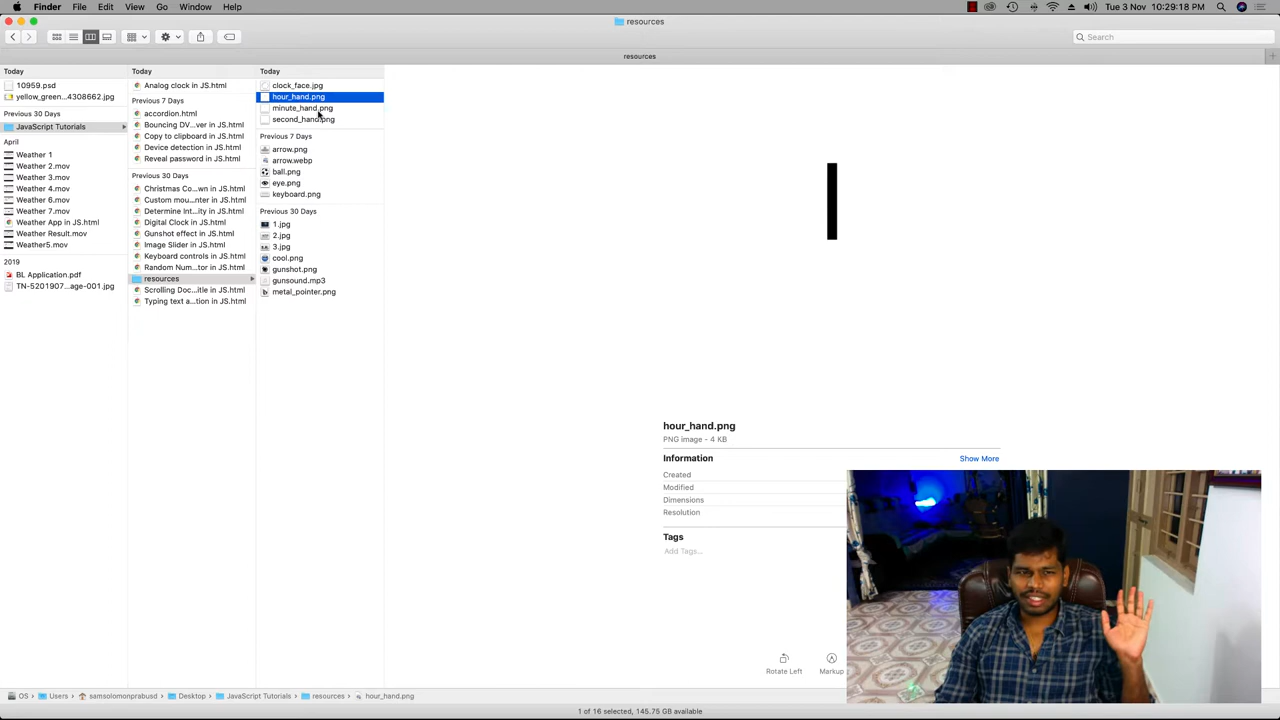 Finder File Edit View Go Window Help
Tue 3 Nov 10:29:18 PM
resources
Search
resources
Today
10959.psd
yellow_green...4308662.jpg
Previous 30 Days
JavaScript Tutorials
April
Weather 1
Weather 2.mov
Weather 3.mov
Weather 4.mov
Weather 6.mov
Weather 7.mov
Weather App in JS.html
Weather Result.mov
Weather5.mov
2019
BL Application.pdf
TN-5201907...age-001.jpg
Today
Analog clock in JS.html
Previous 7 Days
accordion.html
Bouncing DV...ver in JS.html
Copy to clipboard in JS.html
Device detection in JS.html
Reveal password in JS.html
Previous 30 Days
Christmas Co...wn in JS.html
Custom mou...nter in JS.html
Determine Int...ity in JS.html
Digital Clock in JS.html
Gunshot effect in JS.html
Image Slider in JS.html
Keyboard controls in JS.html
Random Num...tor in JS.html
resources
Scrolling Doc...itle in JS.html
Typing text a...tion in JS.html
Today
clock_face.jpg
hour_hand.png
minute_hand.png
second_hand.png
Previous 7 Days
arrow.png
arrow.webp
ball.png
eye.png
keyboard.png
Previous 30 Days
1.jpg
2.jpg
3.jpg
cool.png
gunshot.png
gunsound.mp3
metal_pointer.png
hour_hand.png
PNG image - 4 KB
Information Show More
Created
Modified
Dimensions
Resolution
Tags
Add Tags...
Rotate Left Markup
OS Users samsolomonprabusd Desktop JavaScript Tutorials resources hour_hand.png
1 of 16 selected, 145.75 GB available